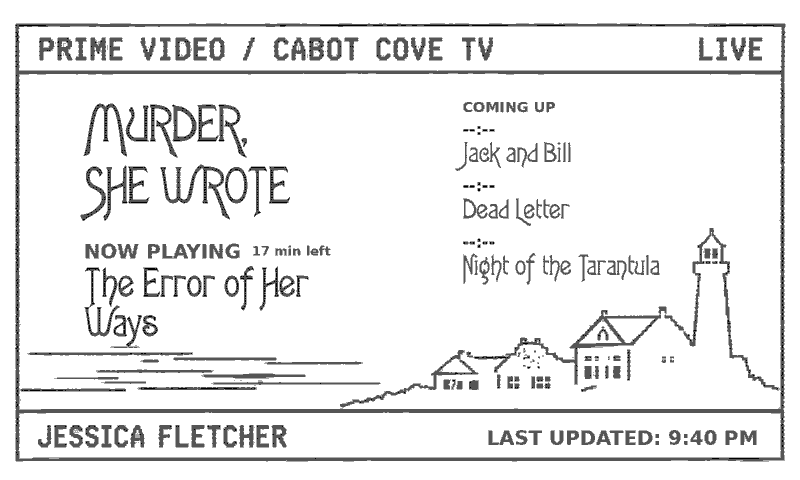 PRIME VIDEO / CABOT COVE TV
LIVE
MURDER,
SHE WROTE
NOW PLAYING 17 min left
The Error of Her
Ways
COMING UP
--:--
Jack and Bill
--:--
Dead Letter
--:--
Night of the Tarantula
JESSICA FLETCHER
LAST UPDATED: 9:40 PM